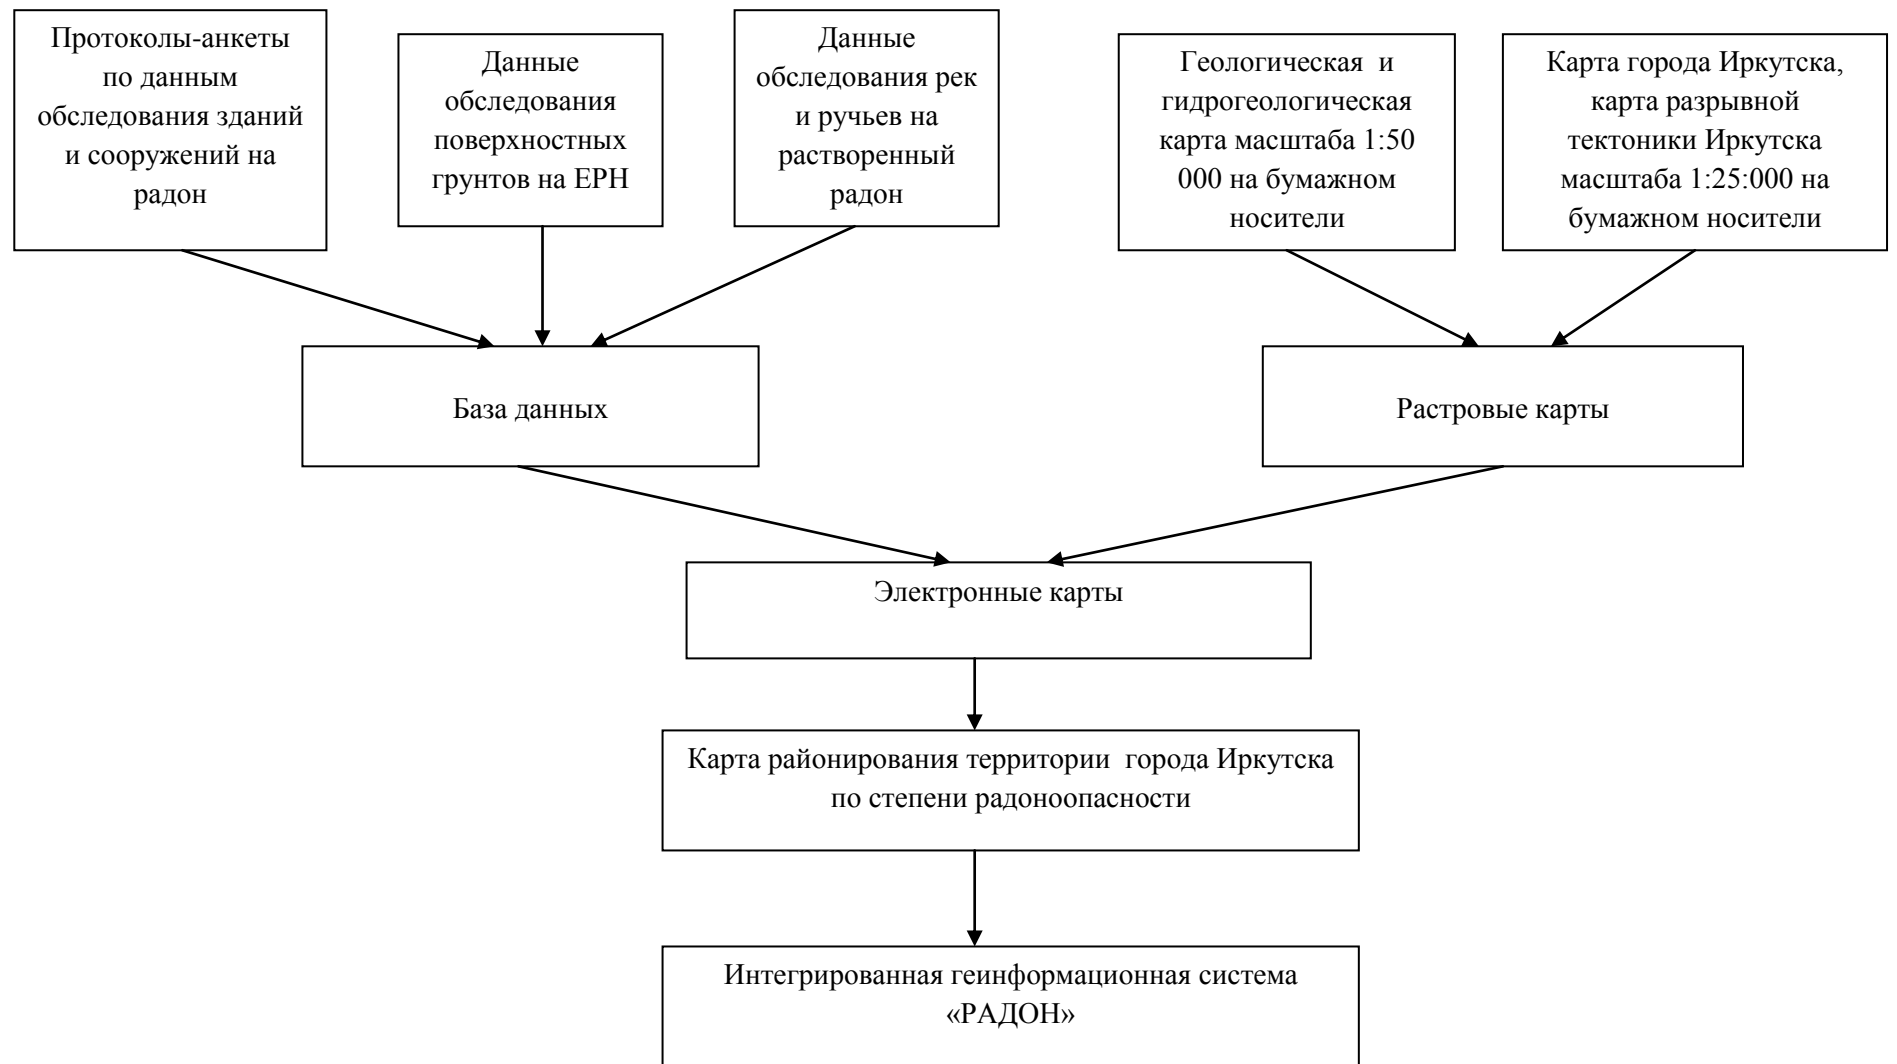 Протоколы-анкеты
по данным
обследования зданий
и сооружений на
радон
Данные
обследования
поверхностных
грунтов на ЕРН
Данные
обследования рек
и ручьев на
растворенный
радон
Геологическая и
гидрогеологическая
карта масштаба 1:50
000 на бумажном
носители
Карта города Иркутска,
карта разрывной
тектоники Иркутска
масштаба 1:25:000 на
бумажном носители
База данных
Растровые карты
Электронные карты
Карта районирования территории города Иркутска
по степени радоноопасности
Интегрированная геинформационная система
«РАДОН»